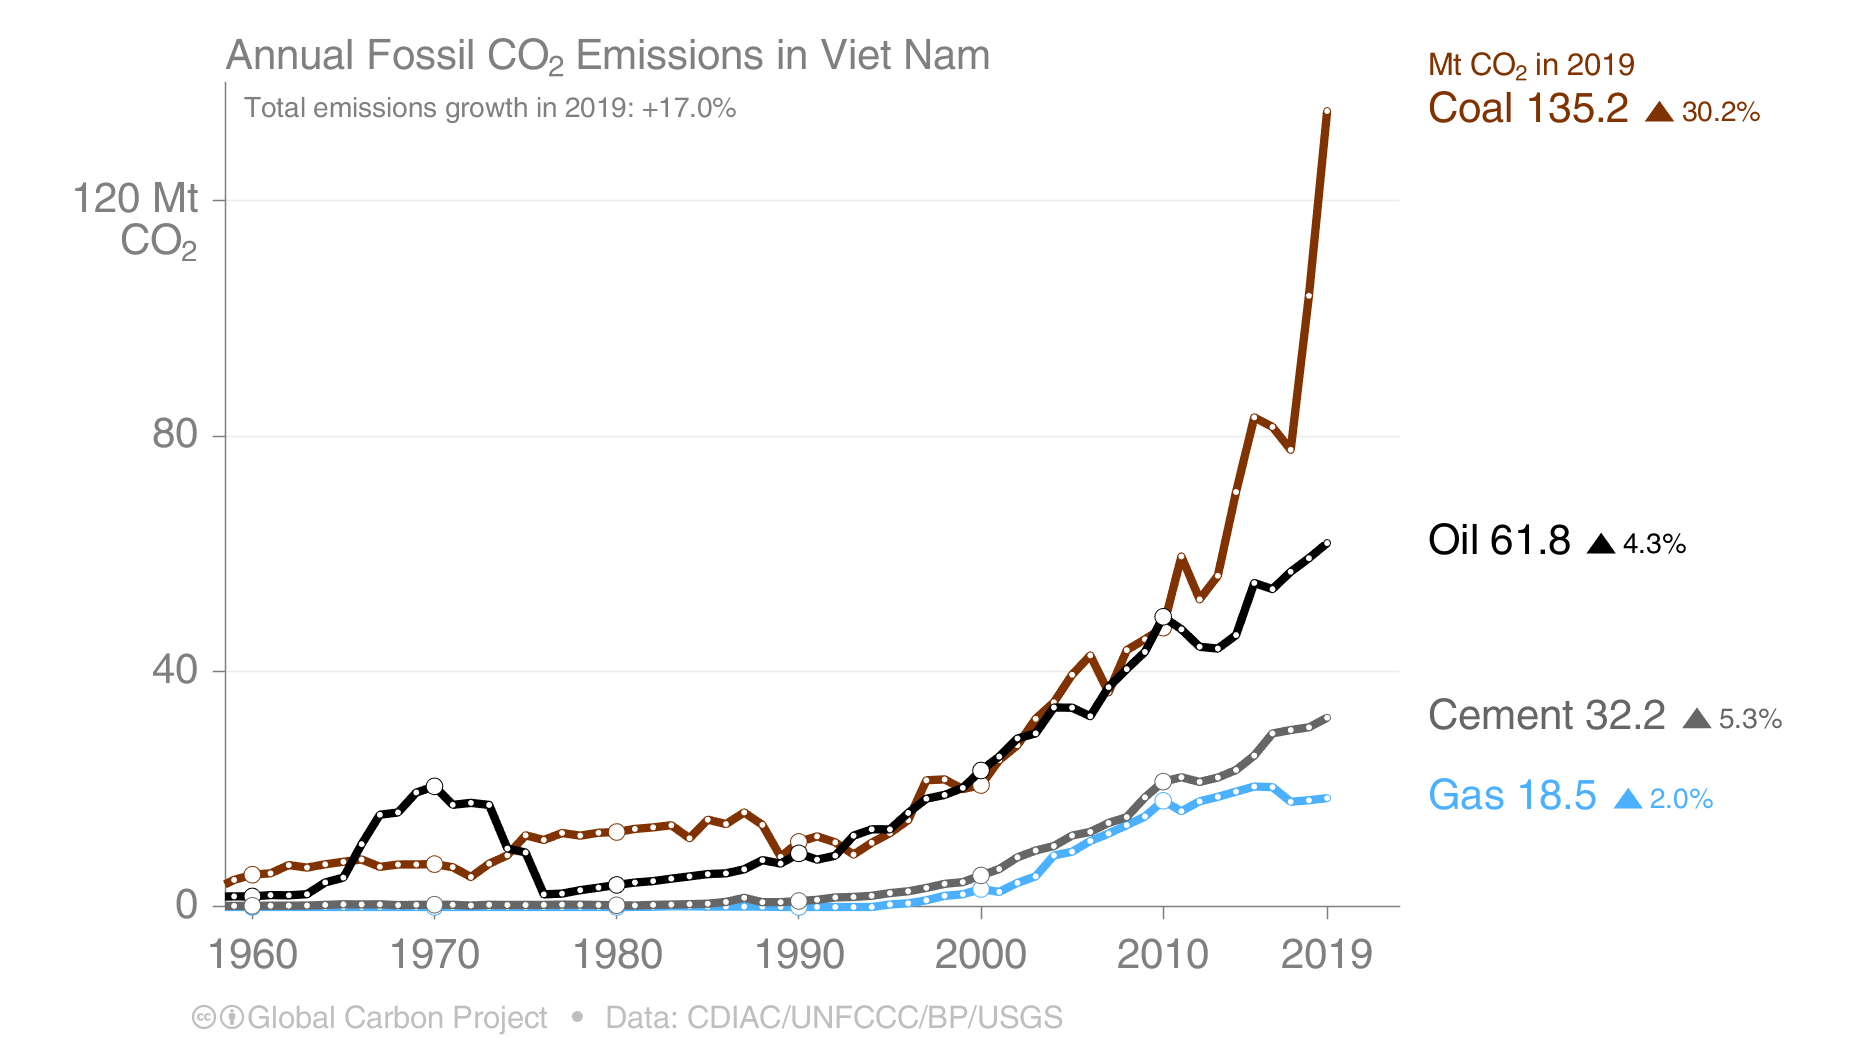 Annual Fossil CO₂ Emissions in Viet Nam
Total emissions growth in 2019: +17.0%
120 Mt
CO₂
80
40
0
1960 1970 1980 1990 2000 2010 2019
Mt CO₂ in 2019
Coal 135.2 ▲ 30.2%
Oil 61.8 ▲ 4.3%
Cement 32.2 ▲ 5.3%
Gas 18.5 ▲ 2.0%
cc Global Carbon Project • Data: CDIAC/UNFCCC/BP/USGS